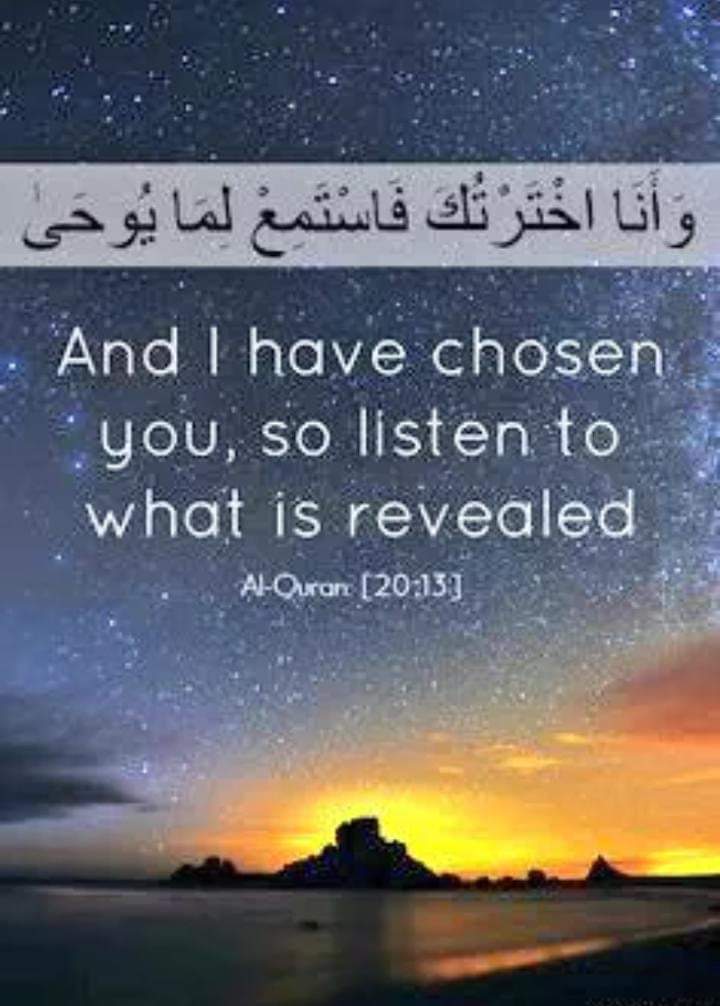 وَأَنَا اخْتَرْتُكَ فَاسْتَمِعْ لِمَا يُوحَىٰ
And I have chosen
you, so listen to
what is revealed
Al-Quran: [20:13]